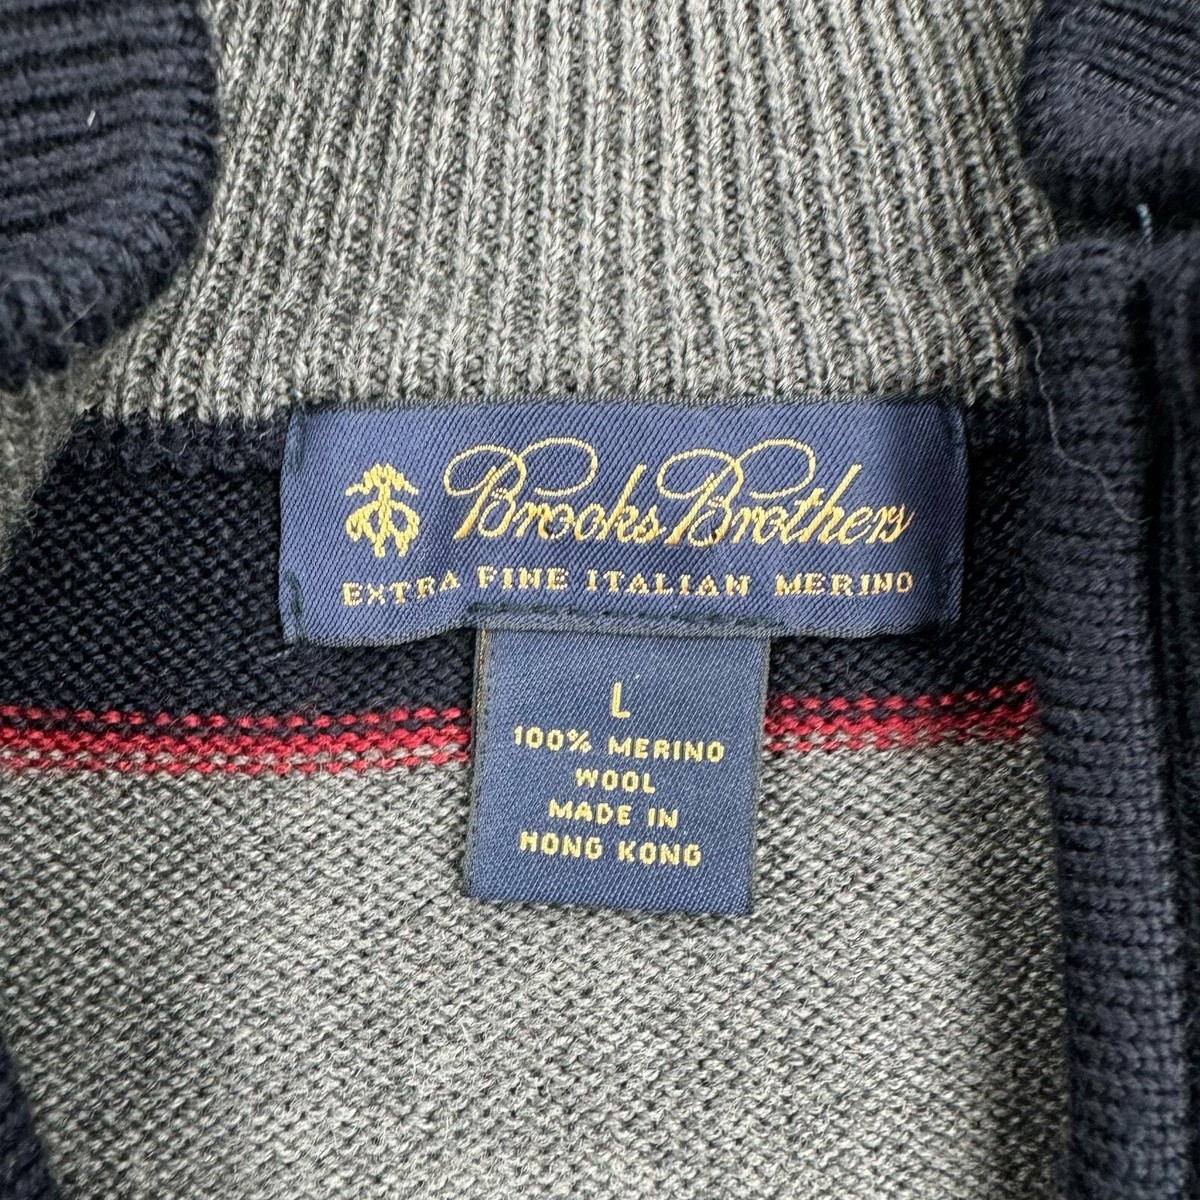 Brooks Brothers
EXTRA FINE ITALIAN MERINO
L
100% MERINO
WOOL
MADE IN
HONG KONG